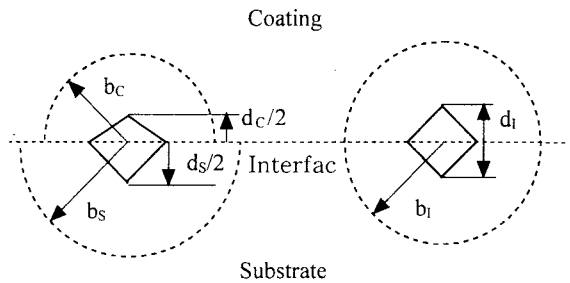 Coating
b_C
d_C/2
d_I
Interfac
d_S/2
b_S
b_I
Substrate